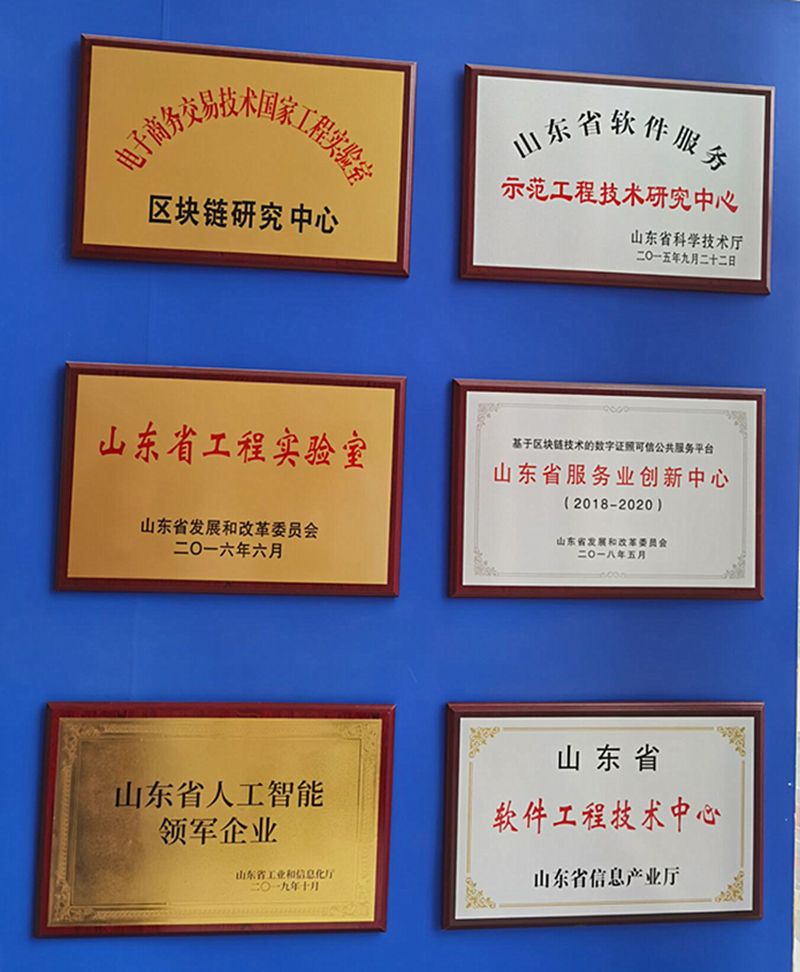 电子商务交易技术国家工程实验室
区块链研究中心
山东省软件服务
示范工程技术研究中心
山东省科学技术厅
二〇一五年九月二十二日
山东省工程实验室
山东省发展和改革委员会
二〇一六年六月
基于区块链技术的数字证照可信公共服务平台
山东省服务业创新中心
(2018-2020)
山东省发展和改革委员会
二〇一八年五月
山东省人工智能
领军企业
山东省工业和信息化厅
二〇一九年十月
山东省
软件工程技术中心
山东省信息产业厅